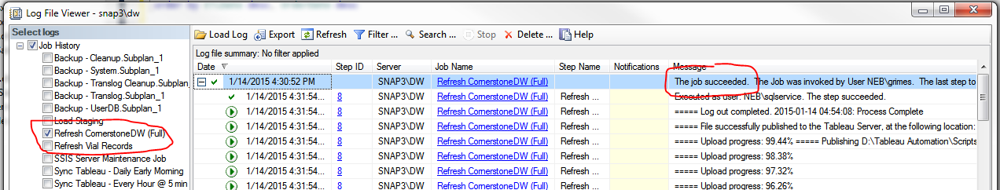 Log File Viewer - snap3\dw
Select logs
Job History
Backup - Cleanup.Subplan_1
Backup - System.Subplan_1
Backup - Translog Cleanup.Subplan
Backup - Translog.Subplan_1
Backup - UserDB.Subplan_1
Load Staging
Refresh CornerstoneDW (Full)
Refresh Vial Records
SSIS Server Maintenance Job
Sync Tableau - Daily Early Morning
Sync Tableau - Every Hour @ 5 min
Load Log Export Refresh Filter ... Search ... Stop Delete ... Help
Log file summary: No filter applied
Date Step ID Server Job Name Step Name Notifications Message
1/14/2015 4:30:52 PM SNAP3\DW Refresh CornerstoneDW (Full) The job succeeded. The Job was invoked by User NEB\grimes. The last step to
1/14/2015 4:31:54... 8 SNAP3\DW Refresh CornerstoneDW (Full) Refresh ... Executed as user: NEB\sqlservice. The step succeeded.
1/14/2015 4:31:54... 8 SNAP3\DW Refresh CornerstoneDW (Full) Refresh ... ===== Log out completed. 2015-01-14 04:54:08: Process Complete
1/14/2015 4:31:54... 8 SNAP3\DW Refresh CornerstoneDW (Full) Refresh ... ===== File successfully published to the Tableau Server, at the following location:
1/14/2015 4:31:54... 8 SNAP3\DW Refresh CornerstoneDW (Full) Refresh ... ===== Upload progress: 99.44% ===== Publishing D:\Tableau Automation\Scripts
1/14/2015 4:31:54... 8 SNAP3\DW Refresh CornerstoneDW (Full) Refresh ... ===== Upload progress: 98.38%
1/14/2015 4:31:54... 8 SNAP3\DW Refresh CornerstoneDW (Full) Refresh ... ===== Upload progress: 97.32%
1/14/2015 4:31:54... 8 SNAP3\DW Refresh CornerstoneDW (Full) Refresh ... ===== Upload progress: 96.26%